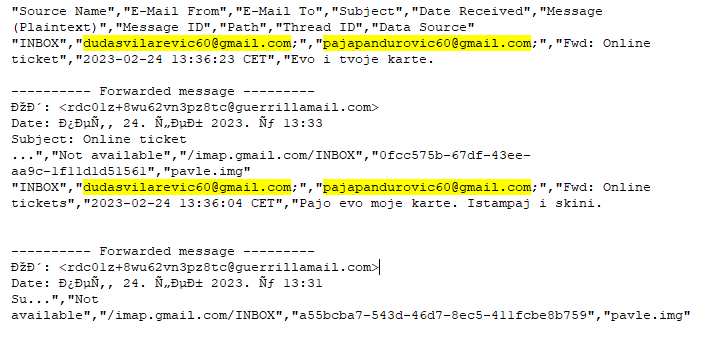 "Source Name","E-Mail From","E-Mail To","Subject","Date Received","Message
(Plaintext)","Message ID","Path","Thread ID","Data Source"
"INBOX","dudasvilarevic60@gmail.com;","pajapandurovic60@gmail.com;","Fwd: Online
ticket","2023-02-24 13:36:23 CET","Evo i tvoje karte.
---------- Forwarded message ---------
ÐžÐ´: <rdc01z+8wu62vn3pz8tc@guerrillamail.com>
Date: Ð¿ÐµÑ‚, 24. Ñ„ÐµÐ± 2023. Ñƒ 13:33
Subject: Online ticket
...","Not available","/imap.gmail.com/INBOX","0fcc575b-67df-43ee-
aa9c-1f11d1d51561","pavle.img"
"INBOX","dudasvilarevic60@gmail.com;","pajapandurovic60@gmail.com;","Fwd: Online
tickets","2023-02-24 13:36:04 CET","Pajo evo moje karte. Istampaj i skini.
---------- Forwarded message ---------
ÐžÐ´: <rdc01z+8wu62vn3pz8tc@guerrillamail.com>
Date: Ð¿ÐµÑ‚, 24. Ñ„ÐµÐ± 2023. Ñƒ 13:31
Su...","Not
available","/imap.gmail.com/INBOX","a55bcba7-543d-46d7-8ec5-411fcbe8b759","pavle.img"